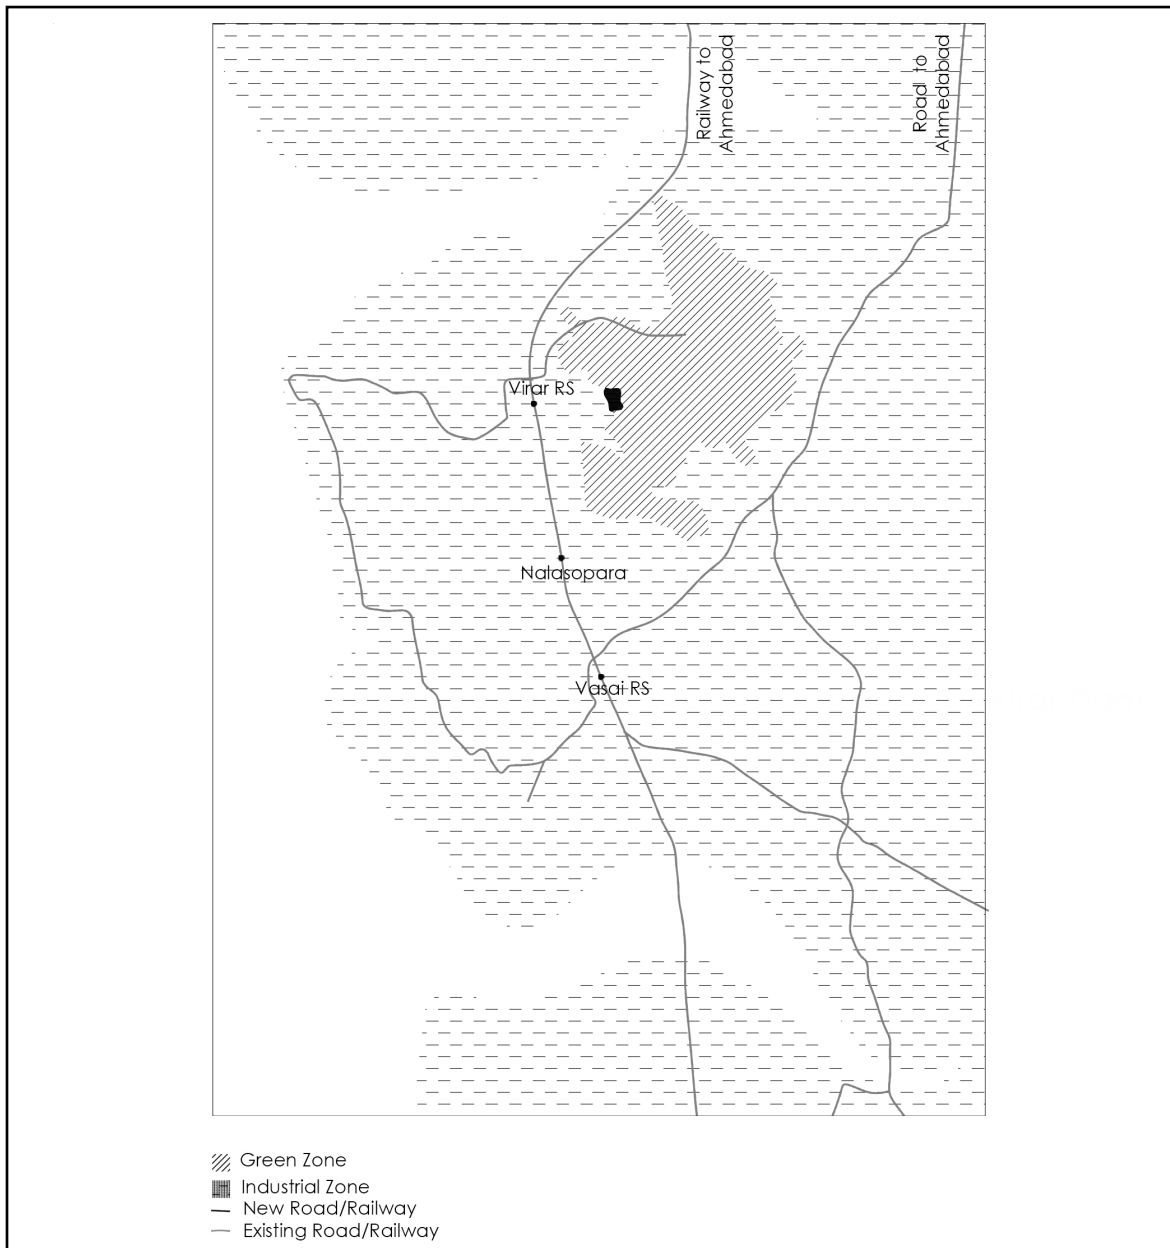 Railway to
Ahmedabad
Road to
Ahmedabad
Virar RS
Nalasopara
Vasai RS
Green Zone
Industrial Zone
New Road/Railway
Existing Road/Railway